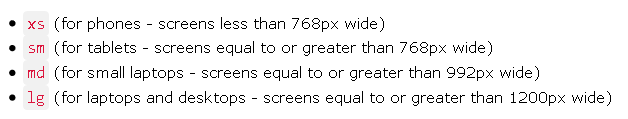 • xs (for phones - screens less than 768px wide)
• sm (for tablets - screens equal to or greater than 768px wide)
• md (for small laptops - screens equal to or greater than 992px wide)
• lg (for laptops and desktops - screens equal to or greater than 1200px wide)